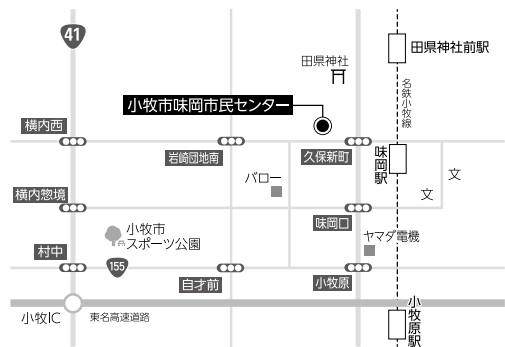 41
田県神社前駅
田県神社
名鉄小牧線
小牧市味岡市民センター
横内西
岩崎団地南
久保新町
味岡駅
バロー
文
文
横内惣境
味岡口
小牧市
スポーツ公園
ヤマダ電機
村中
155
自才前
小牧原
小牧IC
東名高速道路
小牧原駅